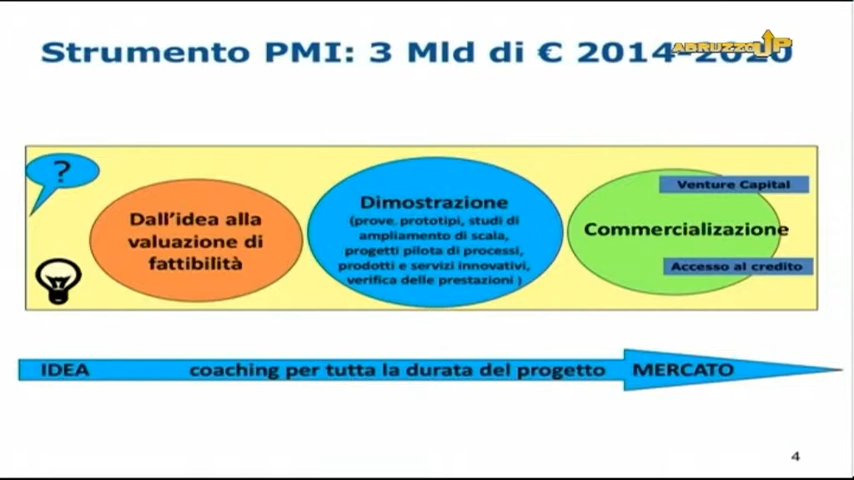 Strumento PMI: 3 Mld di € 2014-2020
ABRUZZO UP
?
Dall'idea alla
valuazione di
fattibilità
Dimostrazione
(prove, prototipi, studi di
ampliamento di scala,
progetti pilota di processi,
prodotti e servizi innovativi,
verifica delle prestazioni )
Venture Capital
Commercializazione
Accesso al credito
IDEA coaching per tutta la durata del progetto MERCATO
4